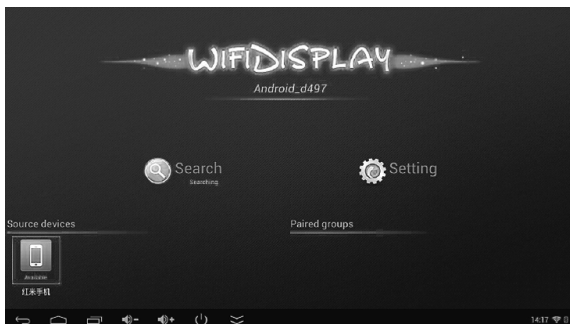 WIFIDISPLAY
Android_d497
Search
Searching
Setting
Source devices
Paired groups
Available
红米手机
14:17